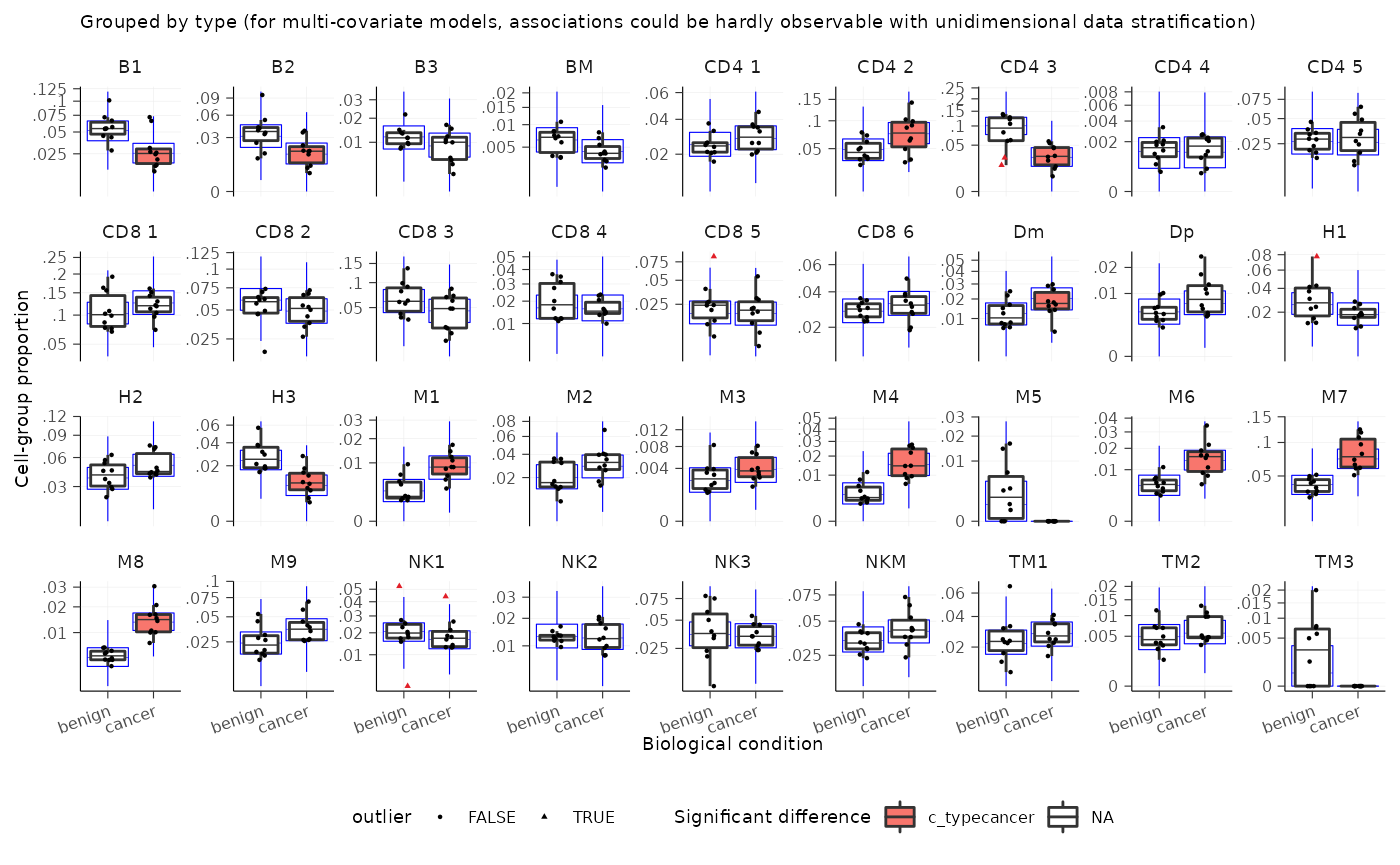 Grouped by type (for multi-covariate models, associations could be hardly observable with unidimensional data stratification)
B1 B2 B3 BM CD4 1 CD4 2 CD4 3 CD4 4 CD4 5
.125 .1 .075 .05 .025
.09 .06 .03 0
.03 .02 .01
.02 .015 .01 .005
.06 .04 .02
.15 .1 .05
.25 .2 .15 .1 .05 0
.008 .006 .004 .002 0
.075 .05 .025
CD8 1 CD8 2 CD8 3 CD8 4 CD8 5 CD8 6 Dm Dp H1
.25 .2 .15 .1 .05
.125 .1 .075 .05 .025
.15 .1 .05
.05 .04 .03 .02 .01
.075 .05 .025
.06 .04 .02
.05 .04 .03 .02 .01
.02 .01 0
.08 .06 .04 .02
Cell-group proportion
H2 H3 M1 M2 M3 M4 M5 M6 M7
.12 .09 .06 .03
.06 .04 .02 0
.03 .02 .01 0
.08 .06 .04 .02
.012 .008 .004 0
.05 .04 .03 .02 .01 0
.03 .02 .01 0
.04 .03 .02 .01 0
.15 .1 .05
M8 M9 NK1 NK2 NK3 NKM TM1 TM2 TM3
.03 .02 .01
.1 .075 .05 .025
.05 .04 .03 .02 .01
.03 .02 .01
.075 .05 .025
.075 .05 .025
.06 .04 .02
.02 .015 .01 .005 0
.02 .015 .01 .005 0
benign cancer benign cancer benign cancer benign cancer benign cancer benign cancer benign cancer benign cancer benign cancer
Biological condition
outlier FALSE TRUE Significant difference c_typecancer NA